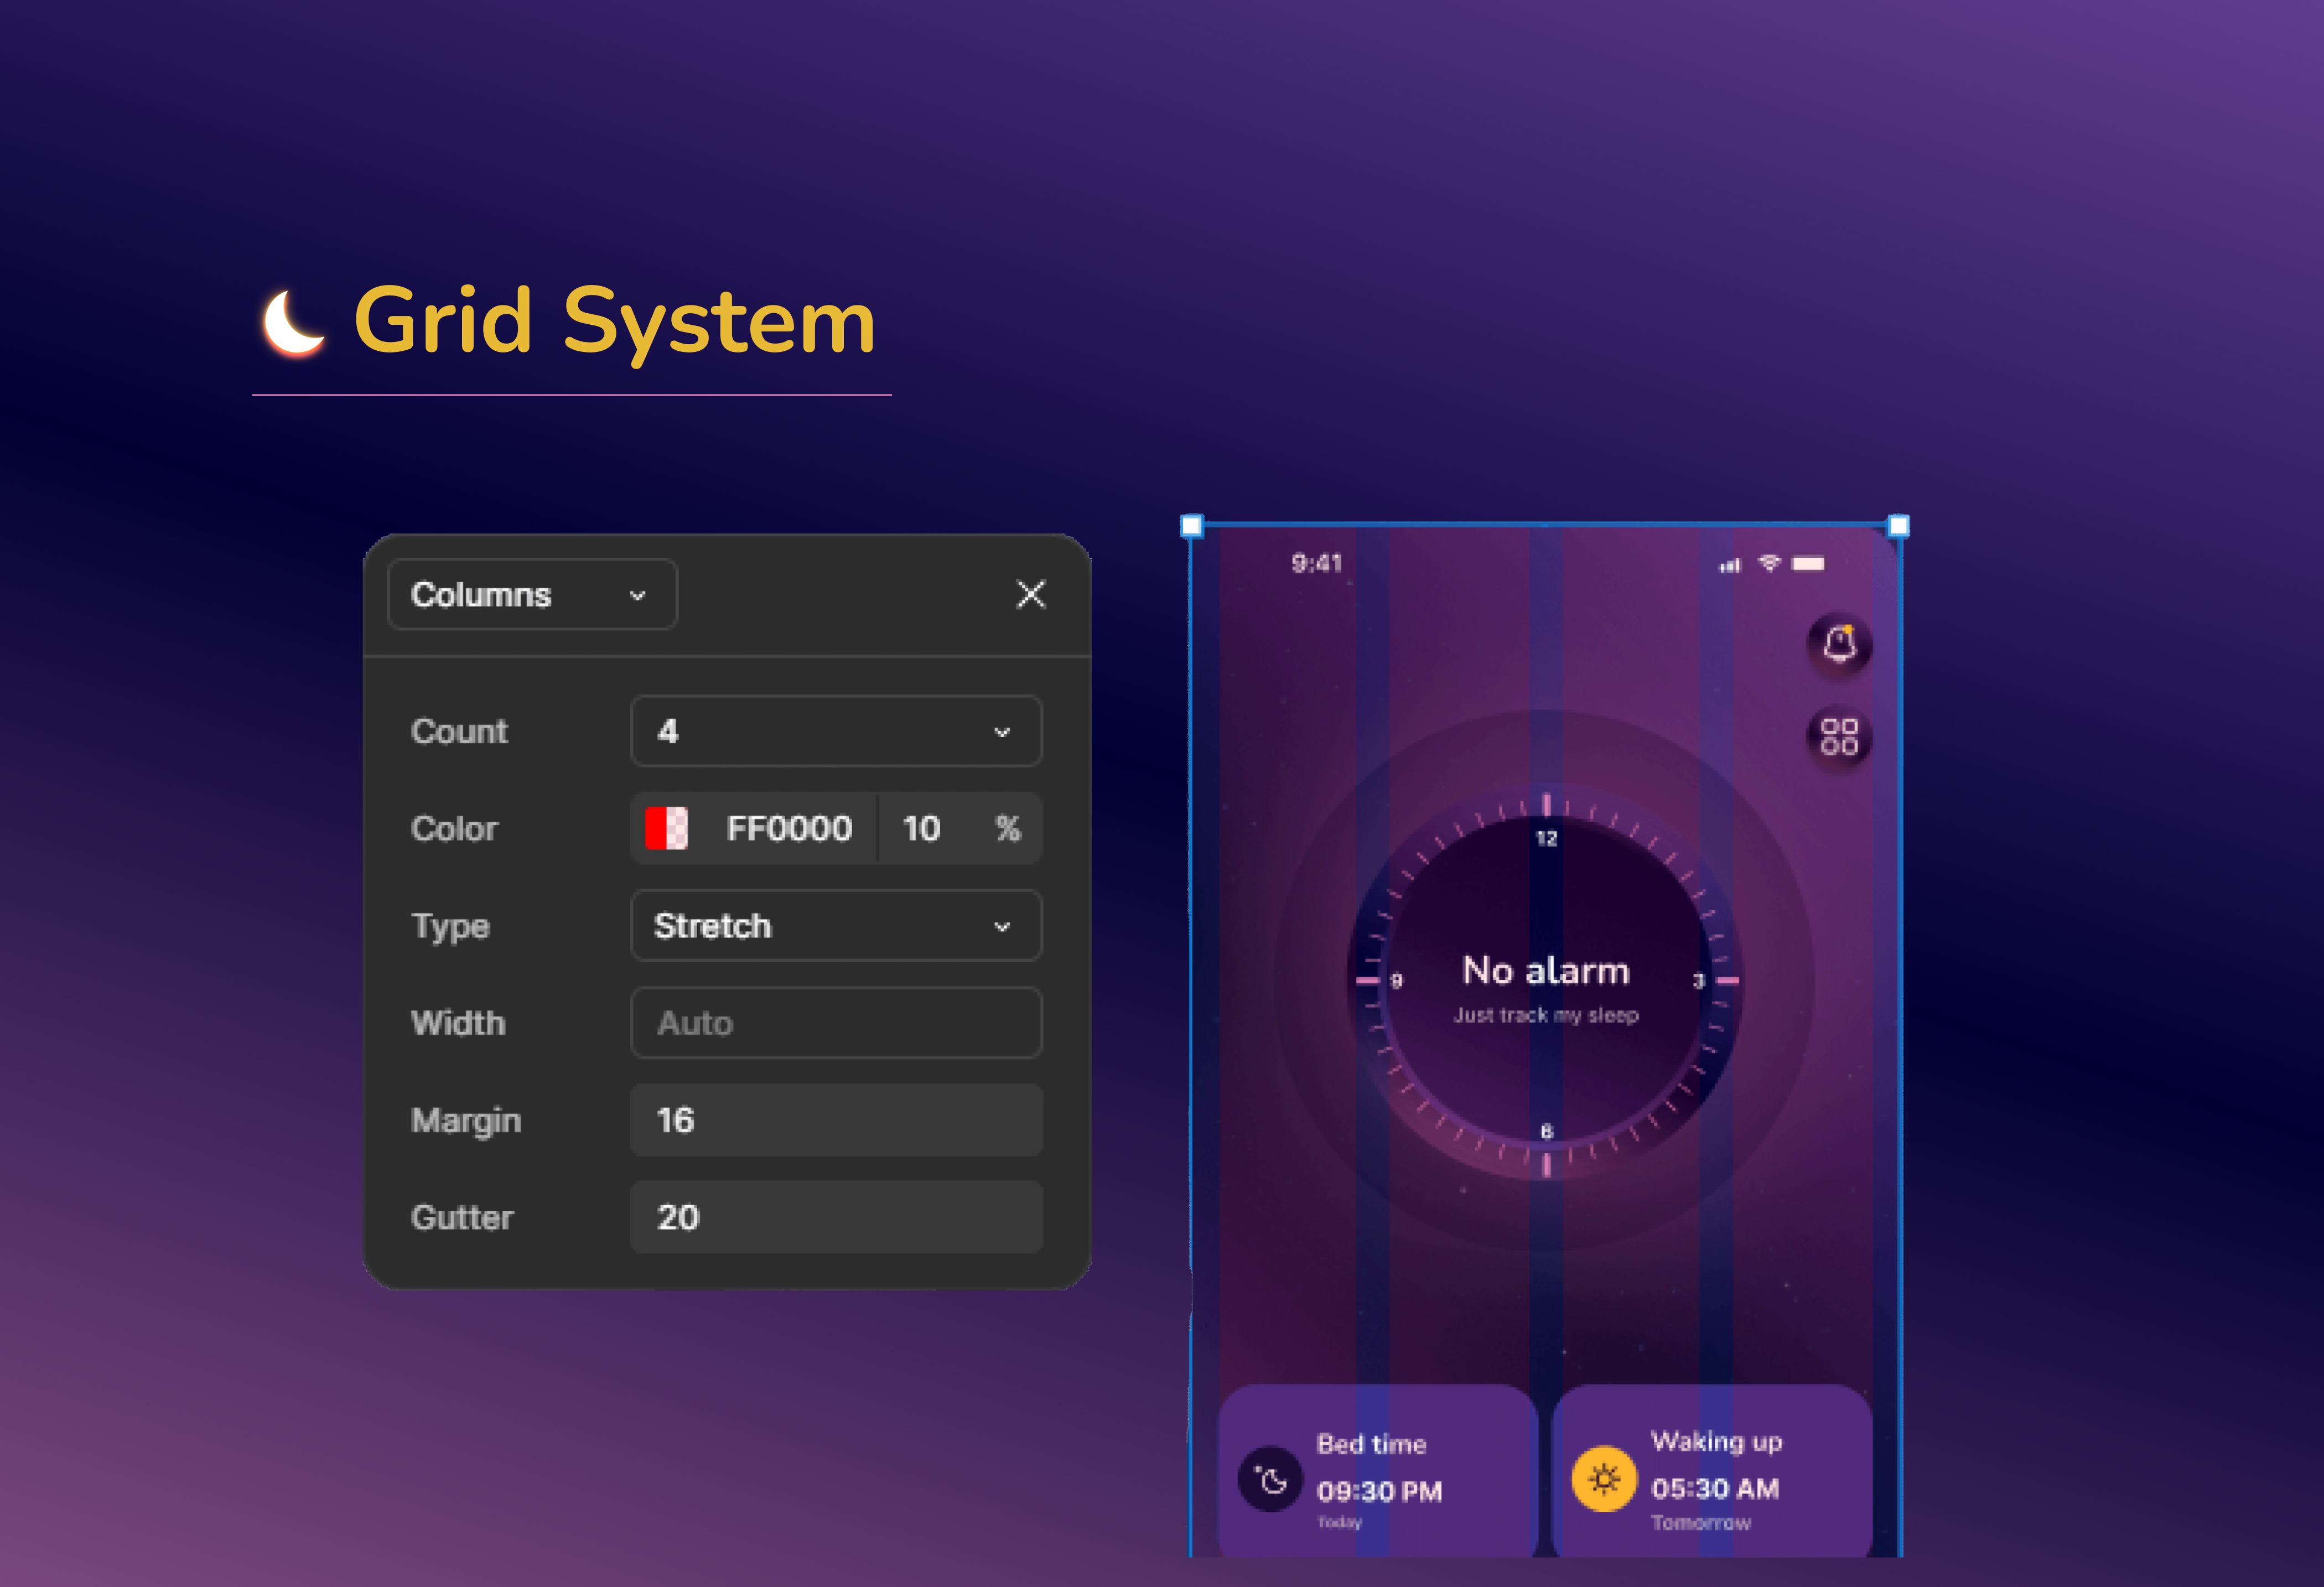 Grid System
Columns
Count 4
Color FF0000 10 %
Type Stretch
Width Auto
Margin 16
Gutter 20
9:41
12
9 3
No alarm
Just track my sleep
6
Bed time
09:30 PM
Today
Waking up
05:30 AM
Tomorrow